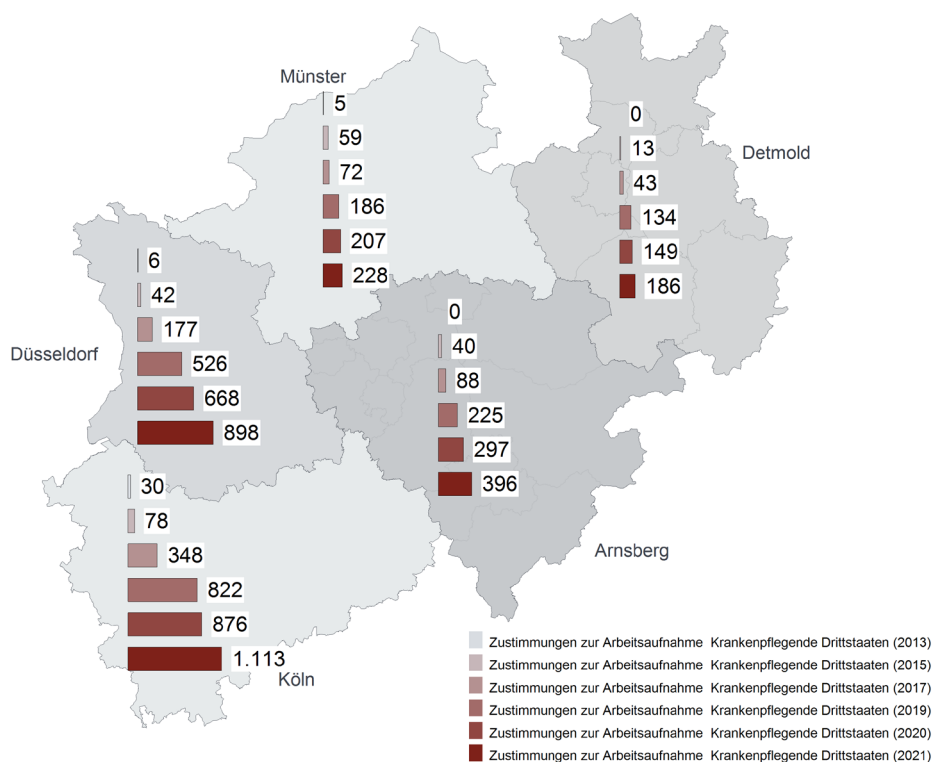 Münster
5
59
72
186
207
228
0
13
43
134
149
186
Detmold
6
42
177
526
668
898
Düsseldorf
0
40
88
225
297
396
Arnsberg
30
78
348
822
876
1.113
Köln
Zustimmungen zur Arbeitsaufnahme Krankenpflegende Drittstaaten (2013)
Zustimmungen zur Arbeitsaufnahme Krankenpflegende Drittstaaten (2015)
Zustimmungen zur Arbeitsaufnahme Krankenpflegende Drittstaaten (2017)
Zustimmungen zur Arbeitsaufnahme Krankenpflegende Drittstaaten (2019)
Zustimmungen zur Arbeitsaufnahme Krankenpflegende Drittstaaten (2020)
Zustimmungen zur Arbeitsaufnahme Krankenpflegende Drittstaaten (2021)